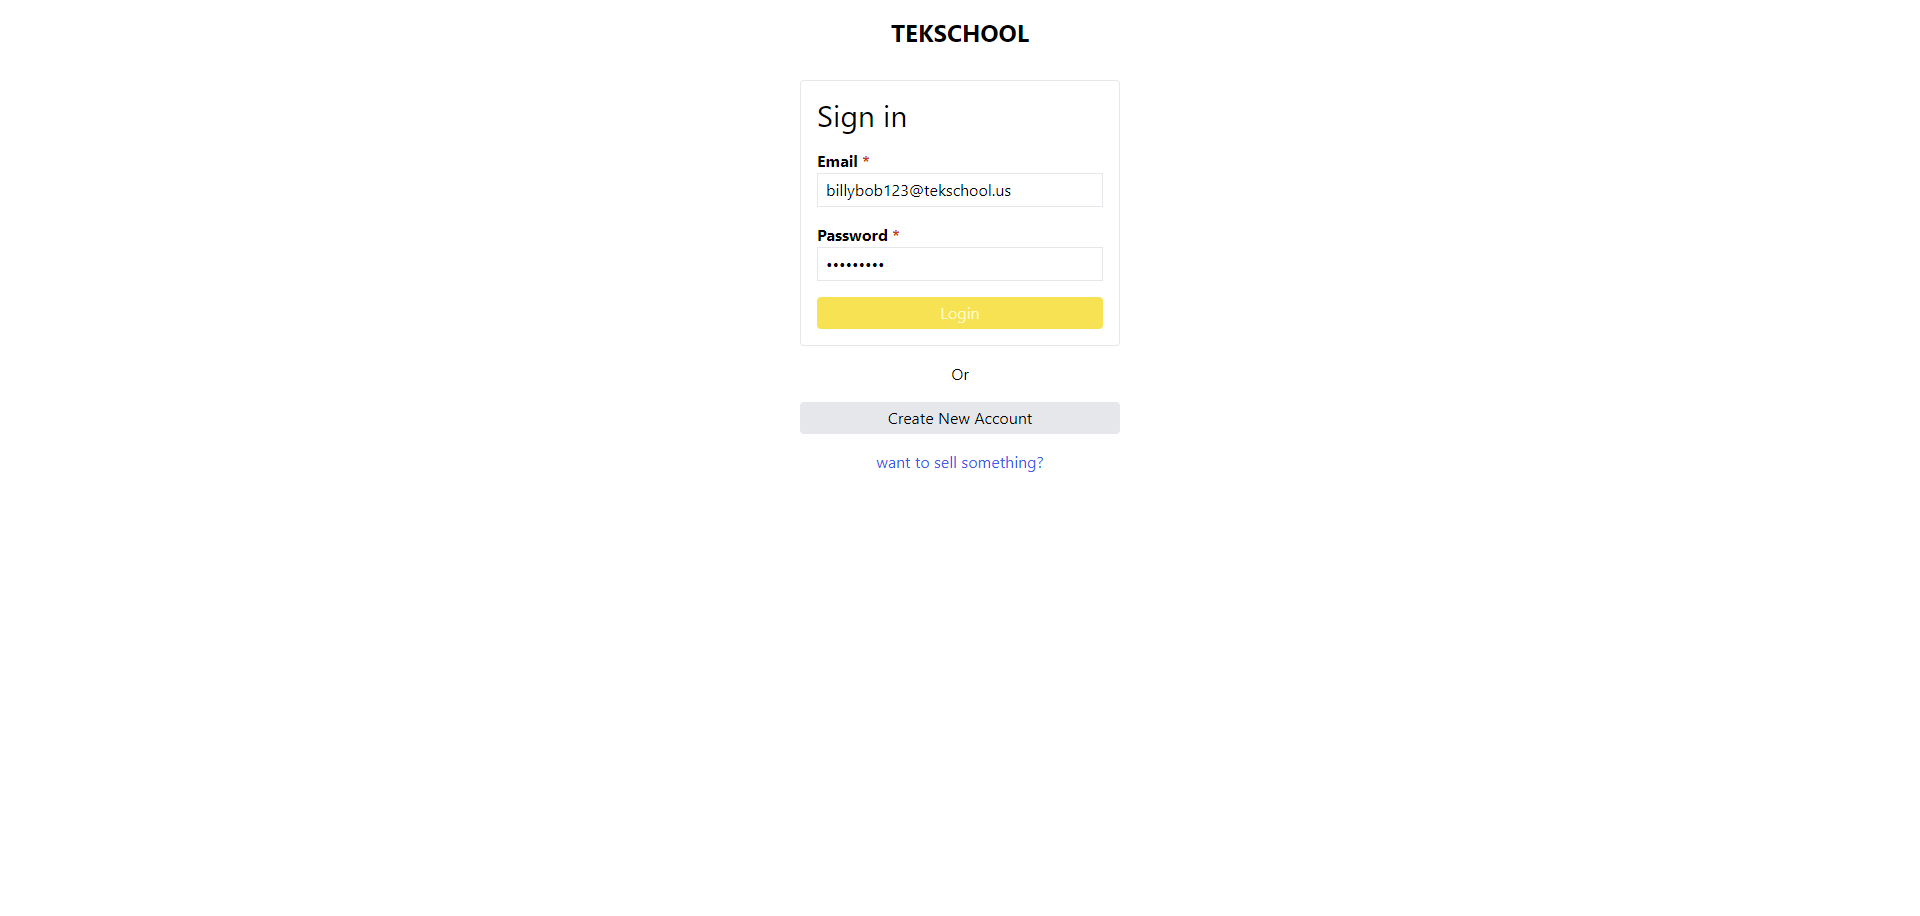 TEKSCHOOL
Sign in
Email *
billybob123@tekschool.us
Password *
•••••••••
Login
Or
Create New Account
want to sell something?